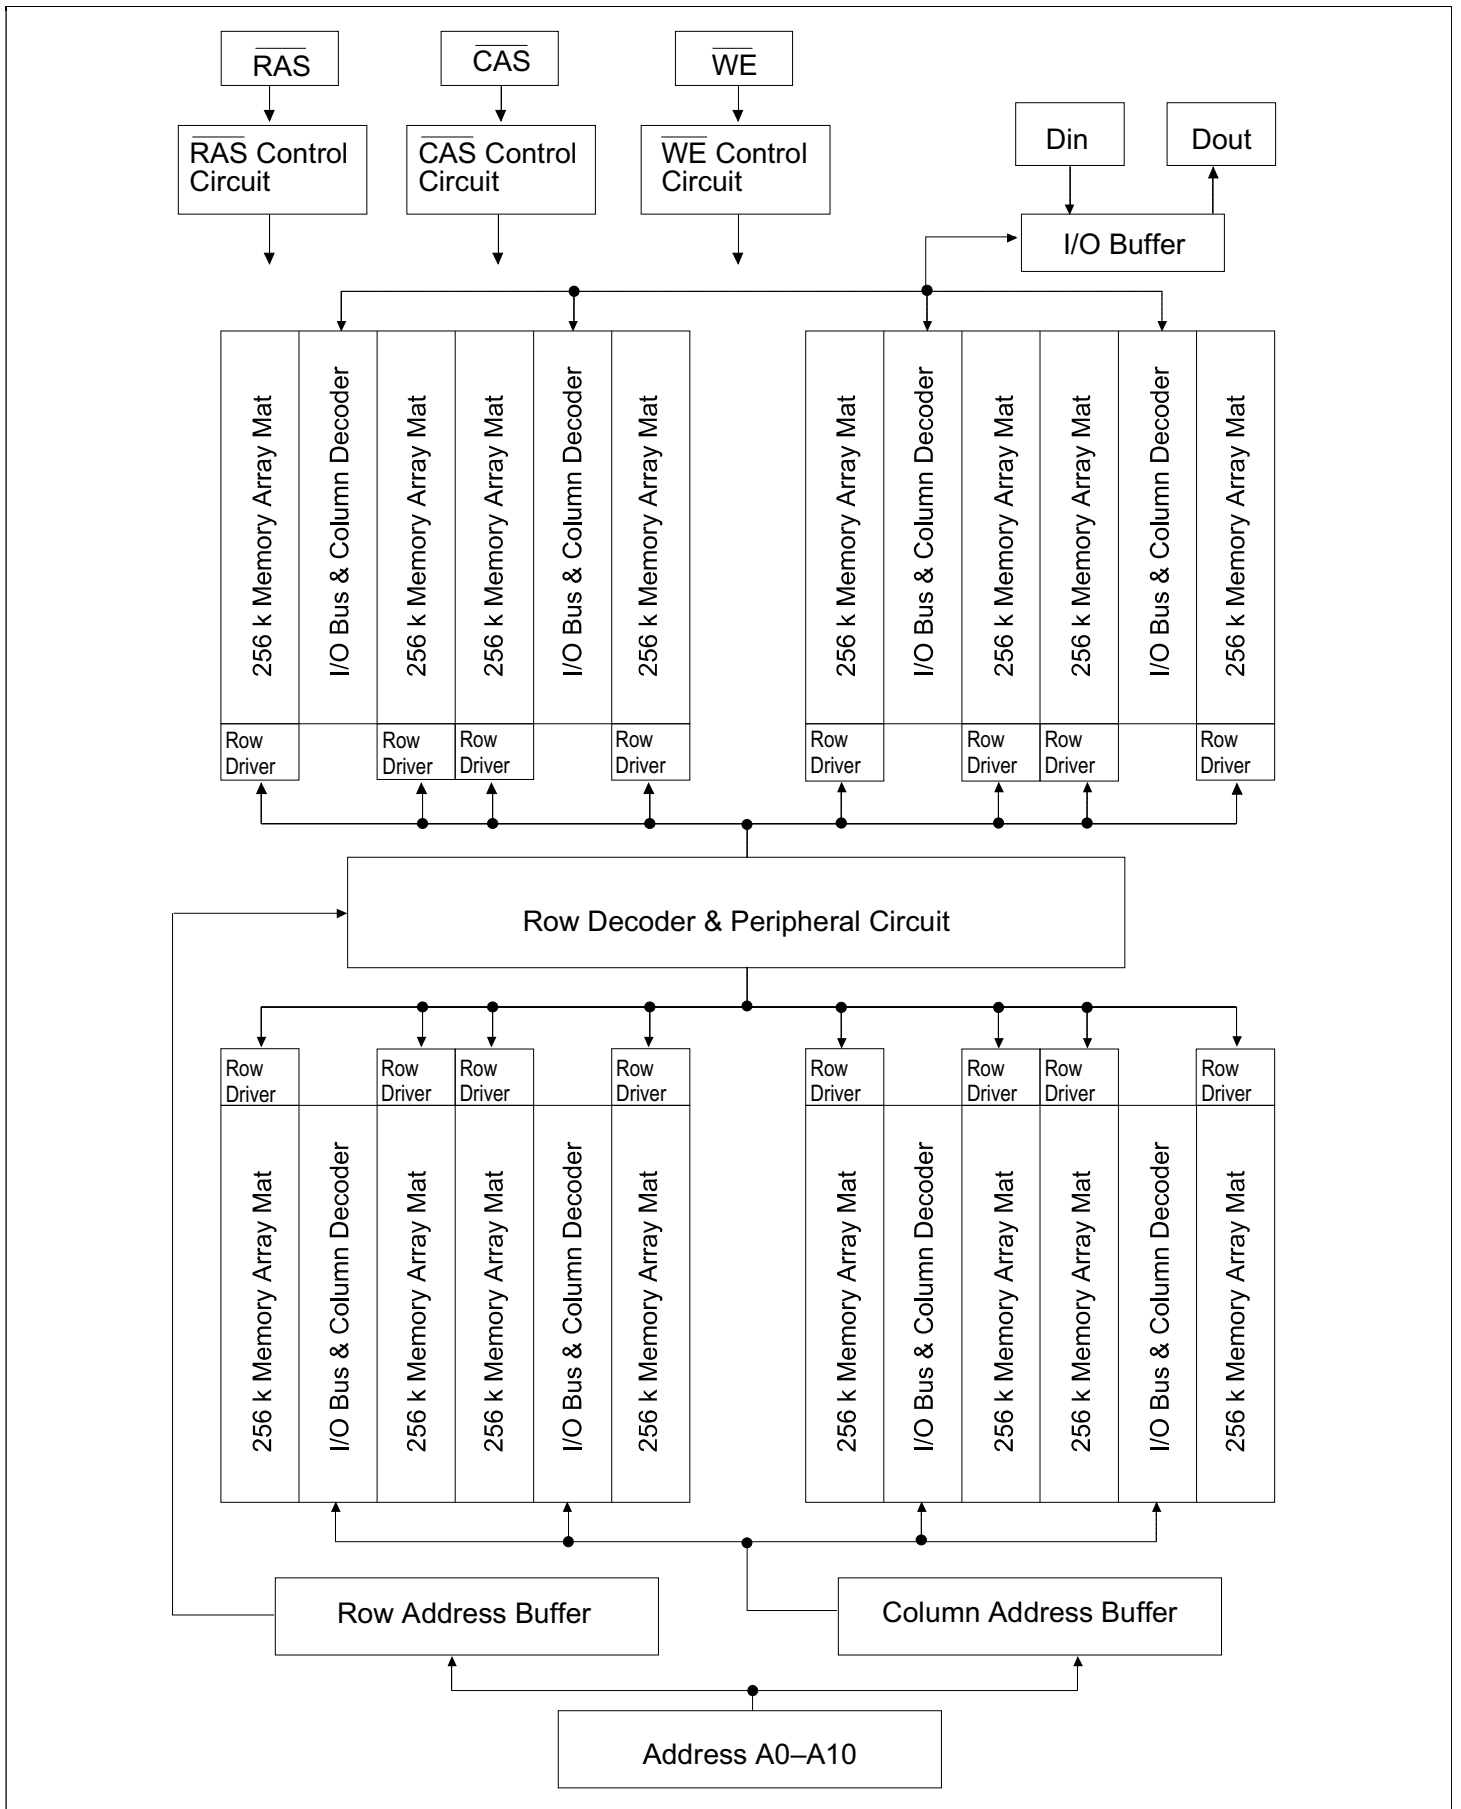 RAS
CAS
WE
RAS Control
Circuit
CAS Control
Circuit
WE Control
Circuit
Din
Dout
I/O Buffer
256 k Memory Array Mat
I/O Bus & Column Decoder
256 k Memory Array Mat
256 k Memory Array Mat
I/O Bus & Column Decoder
256 k Memory Array Mat
256 k Memory Array Mat
I/O Bus & Column Decoder
256 k Memory Array Mat
256 k Memory Array Mat
I/O Bus & Column Decoder
256 k Memory Array Mat
Row
Driver
Row
Driver
Row
Driver
Row
Driver
Row
Driver
Row
Driver
Row
Driver
Row
Driver
Row Decoder & Peripheral Circuit
Row
Driver
Row
Driver
Row
Driver
Row
Driver
Row
Driver
Row
Driver
Row
Driver
Row
Driver
256 k Memory Array Mat
I/O Bus & Column Decoder
256 k Memory Array Mat
256 k Memory Array Mat
I/O Bus & Column Decoder
256 k Memory Array Mat
256 k Memory Array Mat
I/O Bus & Column Decoder
256 k Memory Array Mat
256 k Memory Array Mat
I/O Bus & Column Decoder
256 k Memory Array Mat
Row Address Buffer
Column Address Buffer
Address A0–A10